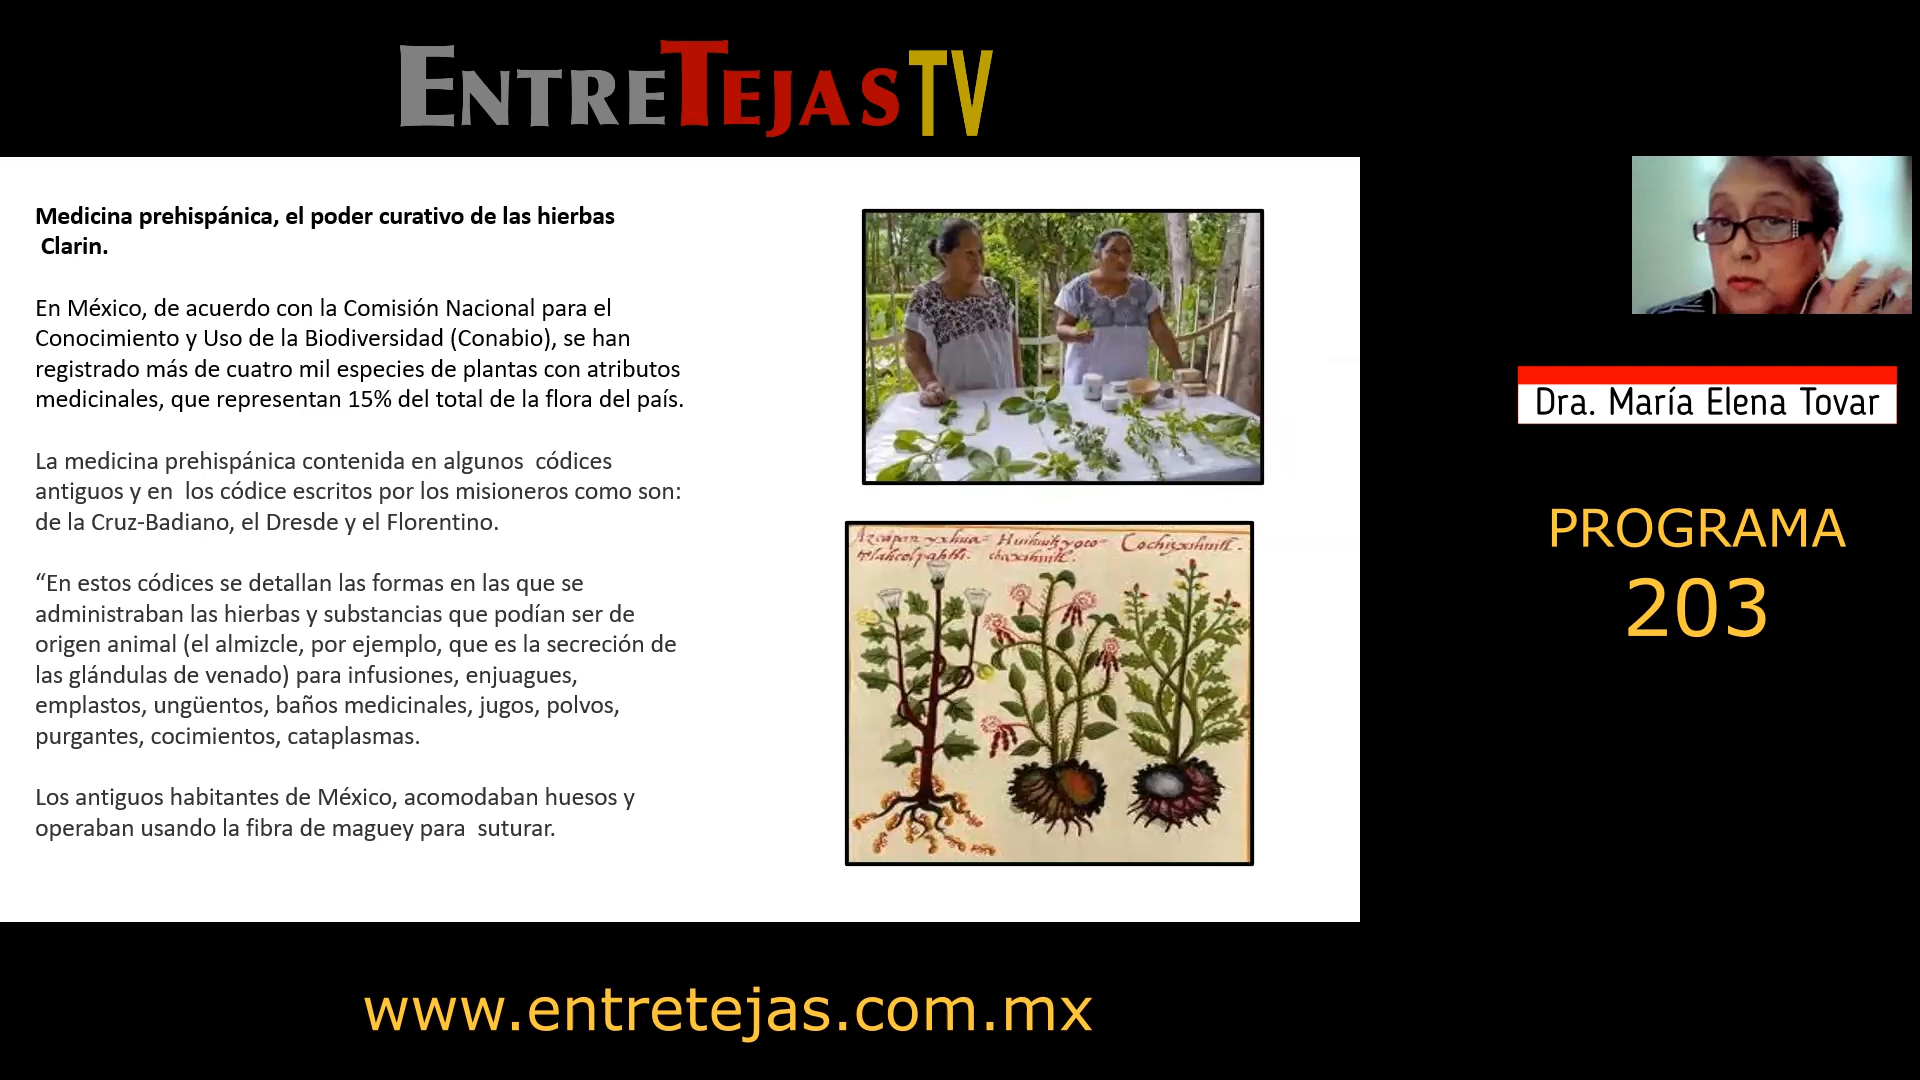 ENTRETEJASTV
Medicina prehispánica, el poder curativo de las hierbas
Clarin.
En México, de acuerdo con la Comisión Nacional para el
Conocimiento y Uso de la Biodiversidad (Conabio), se han
registrado más de cuatro mil especies de plantas con atributos
medicinales, que representan 15% del total de la flora del país.
La medicina prehispánica contenida en algunos  códices
antiguos y en  los códice escritos por los misioneros como son:
de la Cruz-Badiano, el Dresde y el Florentino.
“En estos códices se detallan las formas en las que se
administraban las hierbas y substancias que podían ser de
origen animal (el almizcle, por ejemplo, que es la secreción de
las glándulas de venado) para infusiones, enjuagues,
emplastos, ungüentos, baños medicinales, jugos, polvos,
purgantes, cocimientos, cataplasmas.
Los antiguos habitantes de México, acomodaban huesos y
operaban usando la fibra de maguey para  suturar.
Dra. María Elena Tovar
PROGRAMA
203
www.entretejas.com.mx